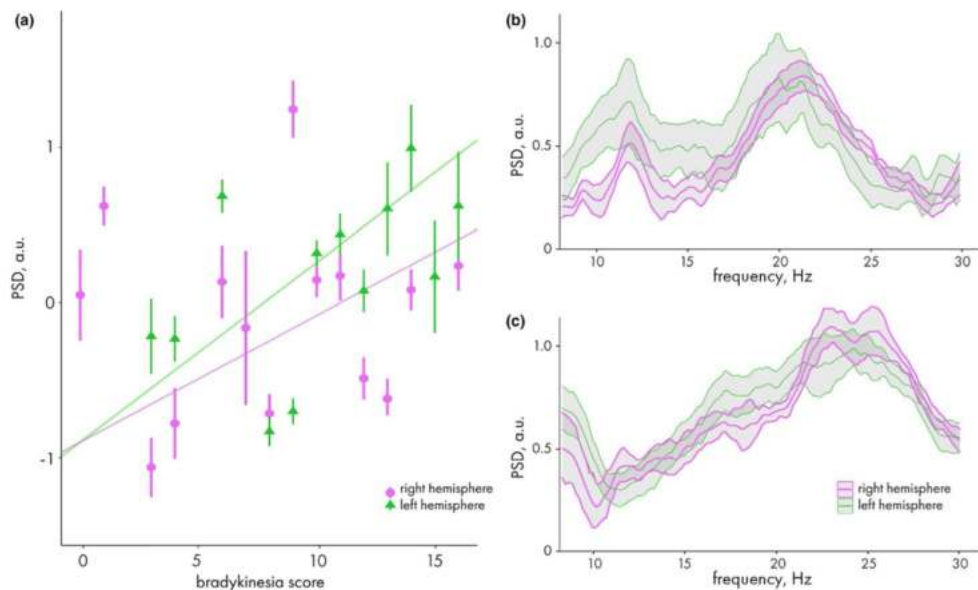 (a)
1
0
-1
PSD, a.u.
0 5 10 15
bradykinesia score
right hemisphere
left hemisphere
(b)
1.0
0.5
0
PSD, a.u.
10 15 20 25 30
frequency, Hz
(c)
1.0
0.5
0
PSD, a.u.
10 15 20 25 30
frequency, Hz
right hemisphere
left hemisphere